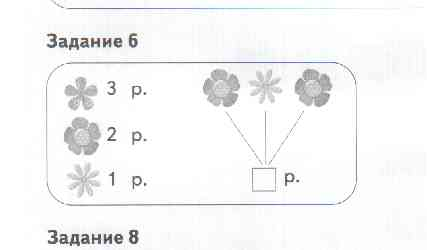 Задание 6
3 р.
2 р.
1 р.
р.
Задание 8